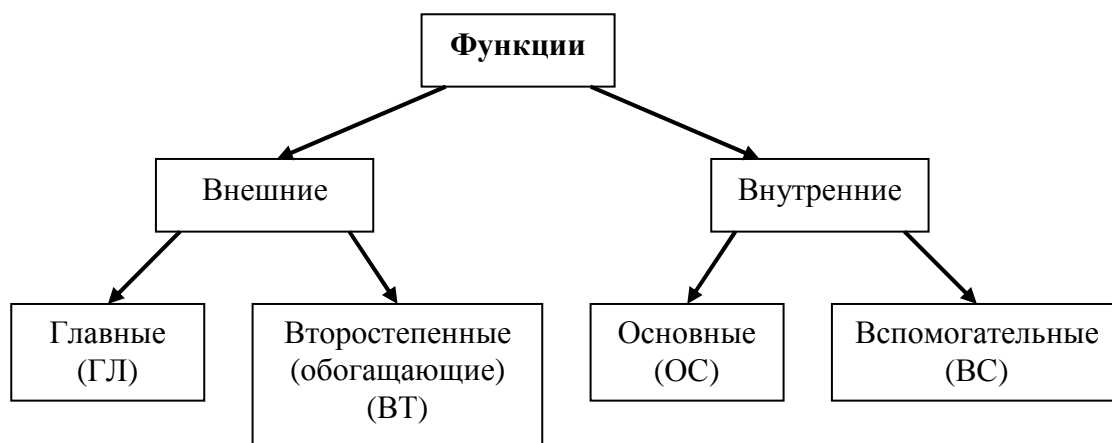 Функции
Внешние
Внутренние
Главные
(ГЛ)
Второстепенные
(обогащающие)
(ВТ)
Основные
(ОС)
Вспомогательные
(ВС)